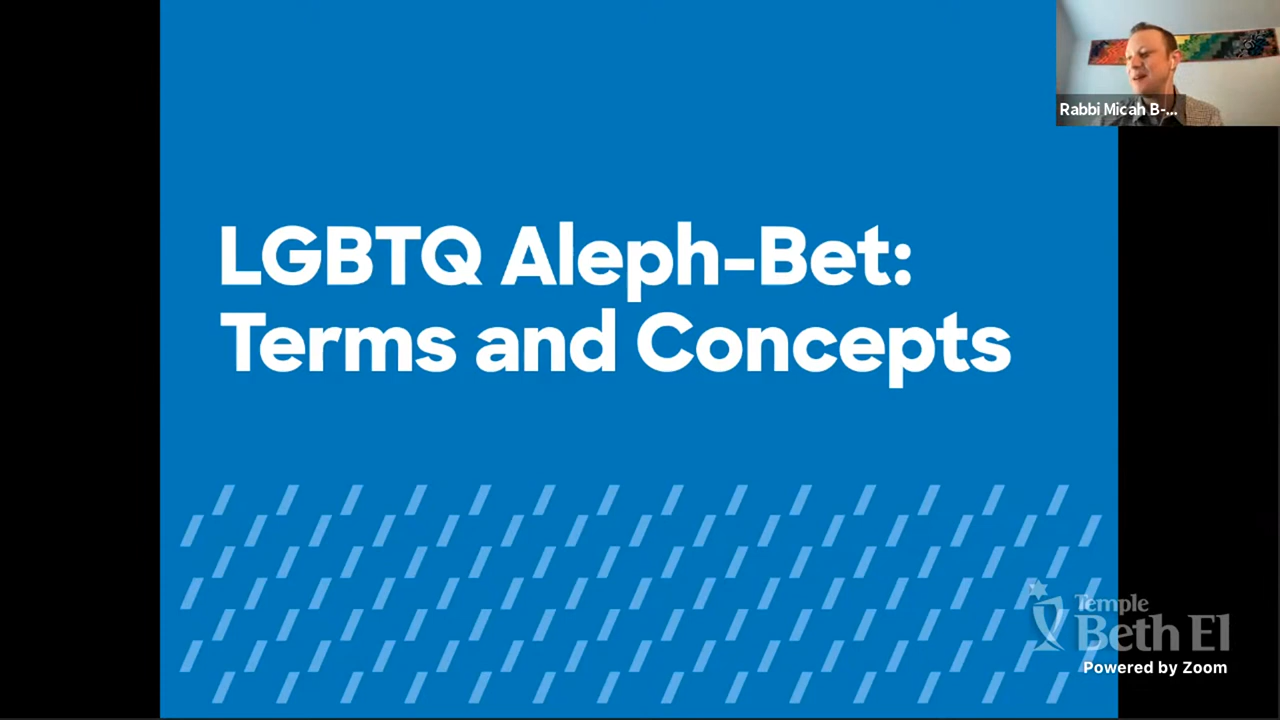 Rabbi Micah B-...
LGBTQ Aleph-Bet:
Terms and Concepts
Temple
Beth El
Powered by Zoom